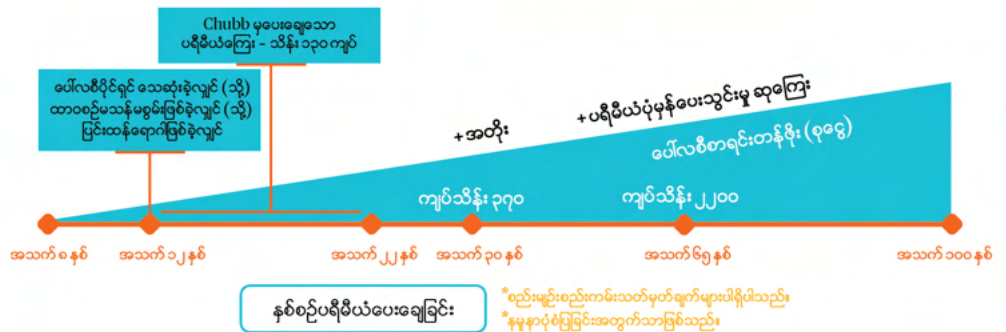 Chubb မှပေးချေသော
ပရီမီယံကြေး - သိန်း ၁၃၀ ကျပ်
ပေါ်လစီပိုင်ရှင် သေဆုံးခဲ့လျှင် (သို့)
ထာဝစဉ်မသန်မစွမ်းဖြစ်ခဲ့လျှင် (သို့)
ပြင်းထန်ရောဂါဖြစ်ခဲ့လျှင်
+အတိုး
+ပရီမီယံပုံမှန်ပေးသွင်းမှု ဆုကြေး
ပေါ်လစီစာရင်းတန်ဖိုး (စုငွေ)
ကျပ်သိန်း ၃၇၀
ကျပ်သိန်း ၂၂၀၀
အသက် ၈ နှစ်
အသက် ၁၂ နှစ်
အသက် ၂၂ နှစ်
အသက် ၃၀ နှစ်
အသက် ၆၅ နှစ်
အသက် ၁၀၀ နှစ်
နှစ်စဉ်ပရီမီယံပေးချေခြင်း
*စည်းမျဉ်းစည်းကမ်းသတ်မှတ်ချက်များပါရှိပါသည်။
*နမူနာပုံစံပြခြင်းအတွက်သာဖြစ်သည်။